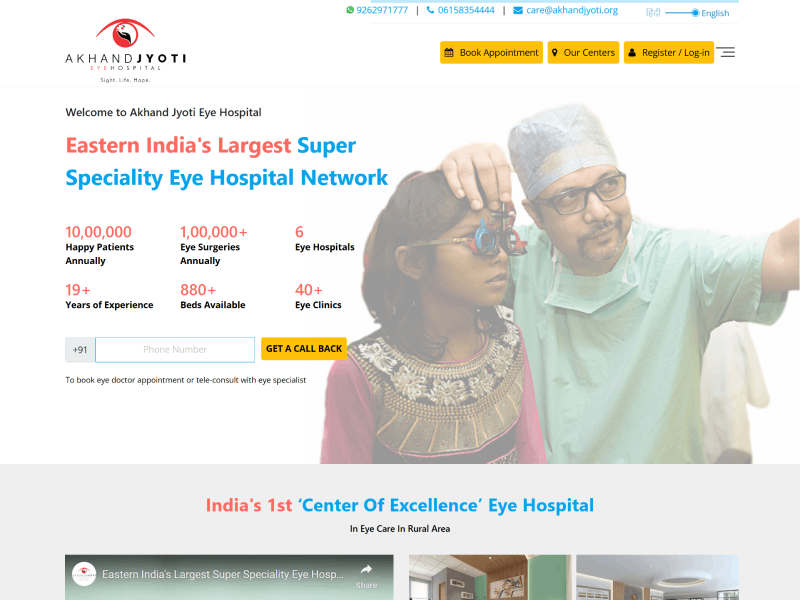 9262971777 | 06158354444 | care@akhandjyoti.org
हिंदी English
AKHANDJYOTI
EYEHOSPITAL
Sight. Life. Hope.
Book Appointment
Our Centers
Register / Log-in
Welcome to Akhand Jyoti Eye Hospital
Eastern India's Largest Super
Speciality Eye Hospital Network
10,00,000
Happy Patients
Annually
1,00,000+
Eye Surgeries
Annually
6
Eye Hospitals
19+
Years of Experience
880+
Beds Available
40+
Eye Clinics
+91
Phone Number
GET A CALL BACK
To book eye doctor appointment or tele-consult with eye specialist
India's 1st ‘Center Of Excellence’ Eye Hospital
In Eye Care In Rural Area
Eastern India's Largest Super Speciality Eye Hosp...
Share